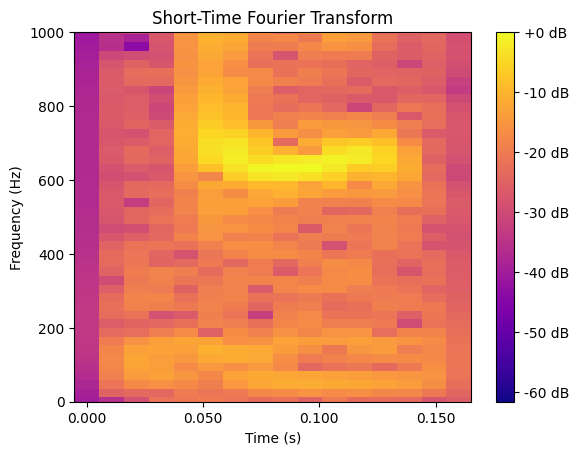 Short-Time Fourier Transform
Frequency (Hz)
1000
800
600
400
200
0
0.000
0.050
0.100
0.150
Time (s)
+0 dB
-10 dB
-20 dB
-30 dB
-40 dB
-50 dB
-60 dB